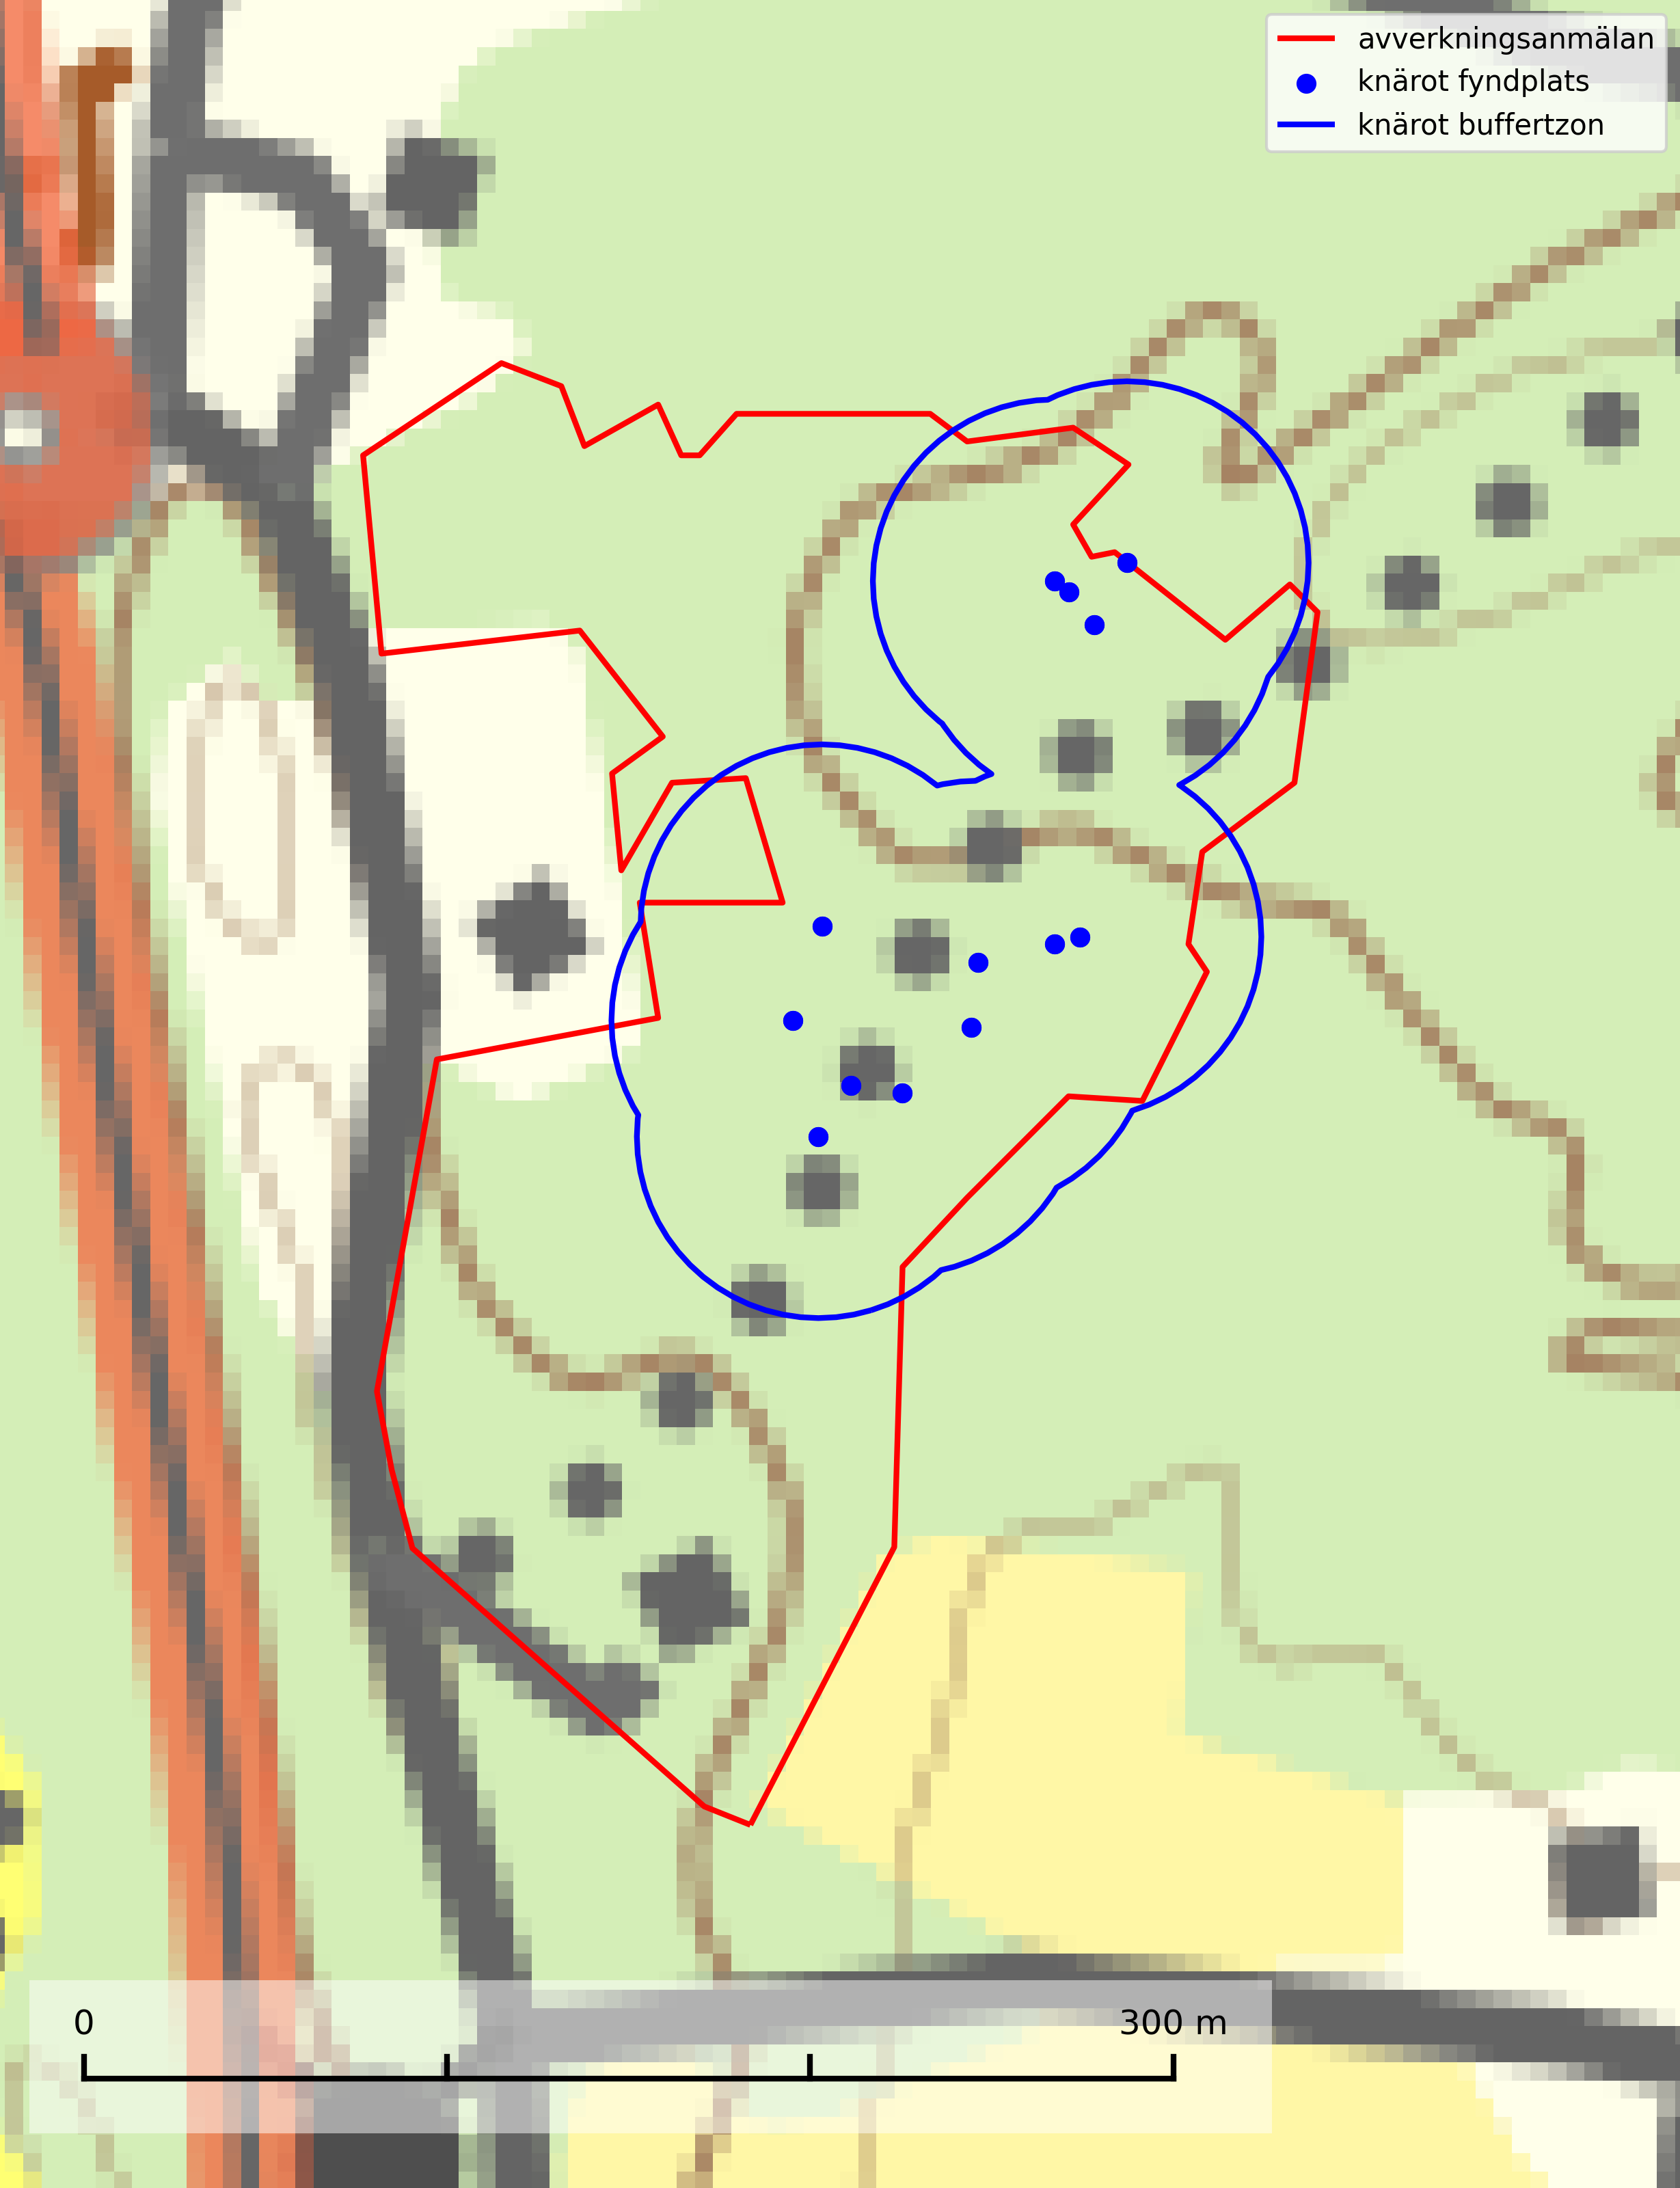 avverkningsanmälan
knärot fyndplats
knärot buffertzon
0
300 m